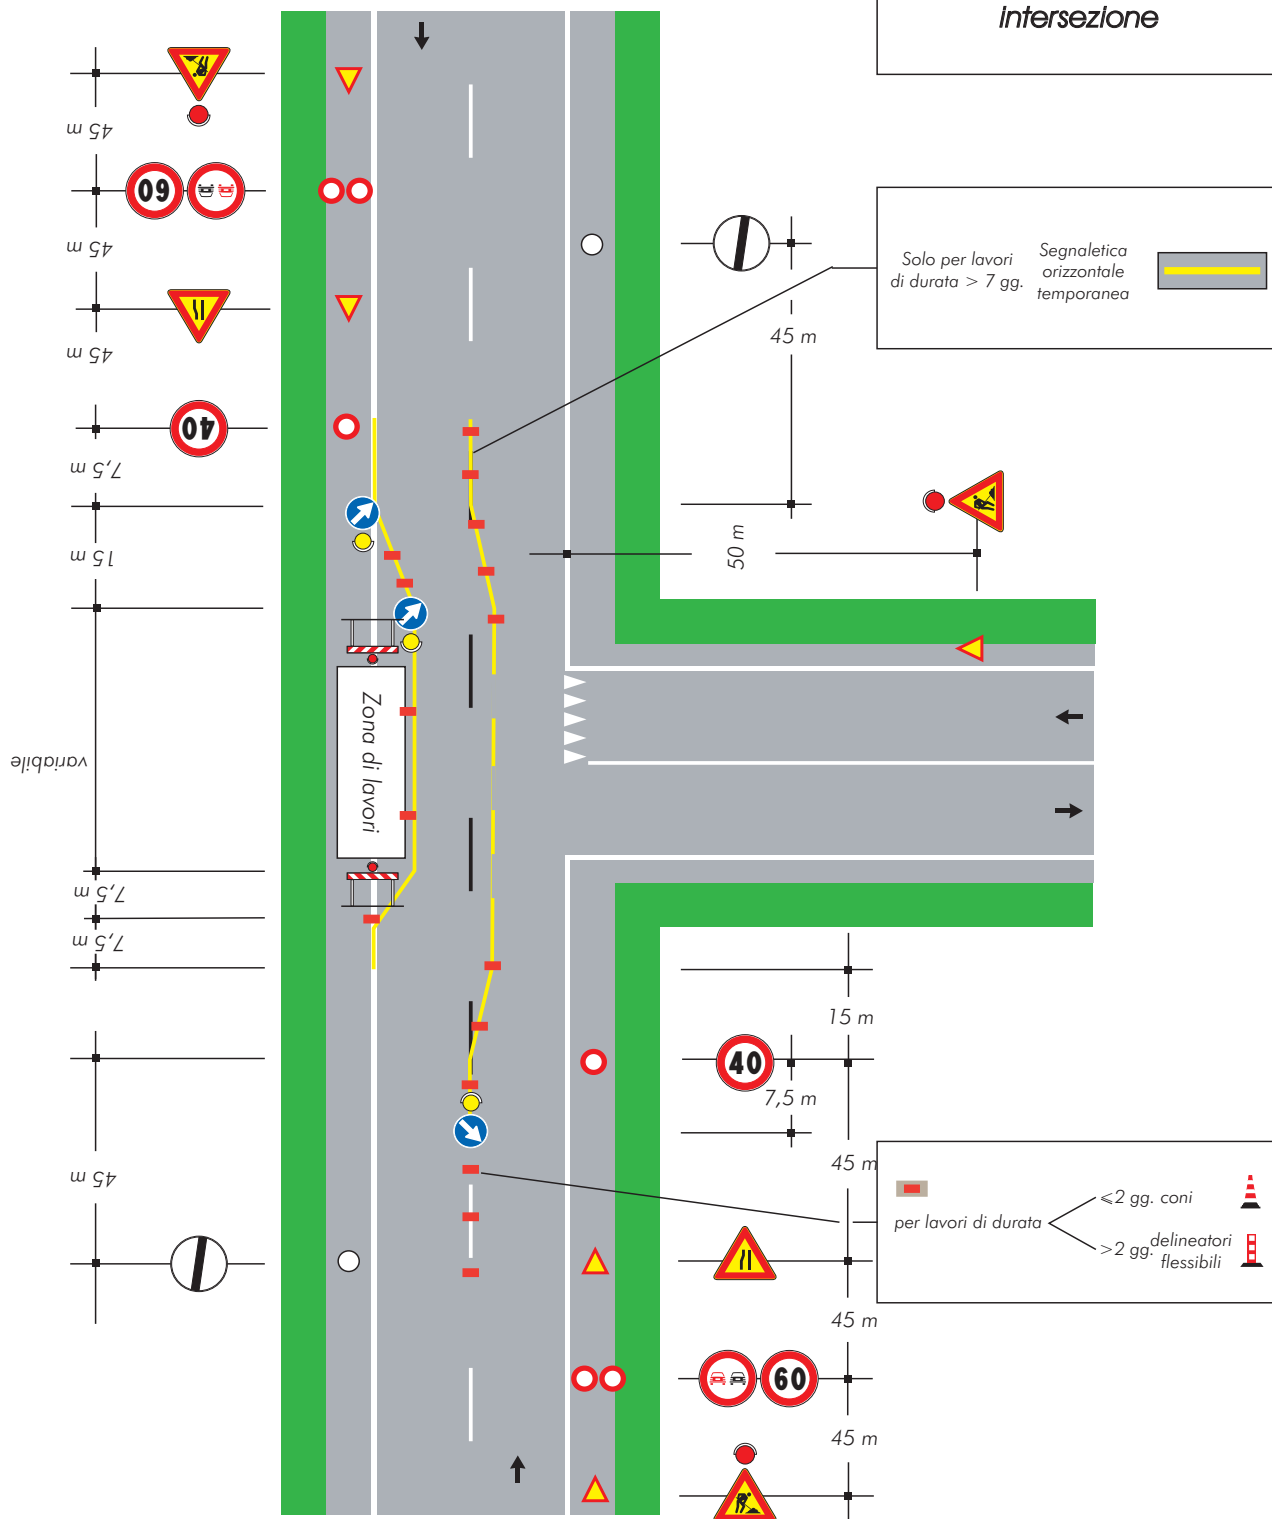 intersezione
45 m
60
45 m
45 m
40
7,5 m
15 m
variabile
7,5 m
7,5 m
45 m
Zona di lavori
45 m
50 m
Solo per lavori
di durata > 7 gg.
Segnaletica
orizzontale
temporanea
15 m
40
7,5 m
45 m
45 m
60
45 m
per lavori di durata
⩽2 gg. coni
>2 gg. delineatori
flessibili